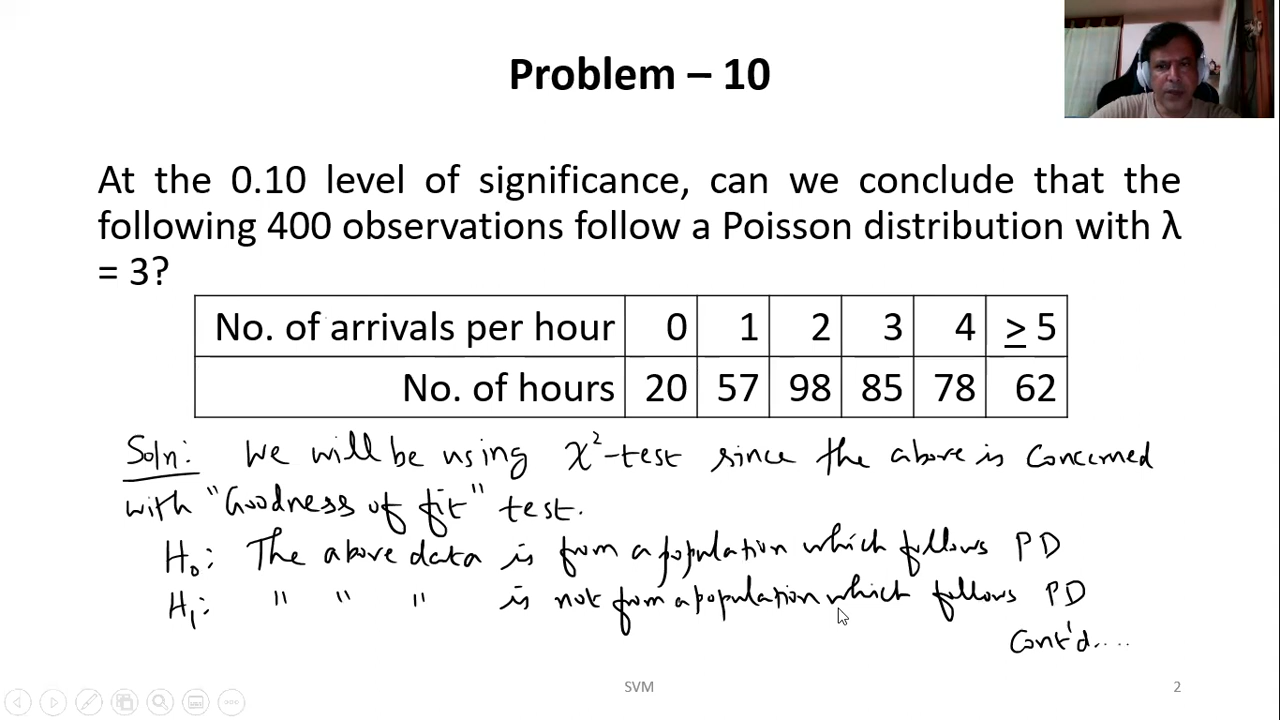 Problem – 10
At the 0.10 level of significance, can we conclude that the
following 400 observations follow a Poisson distribution with λ
= 3?
No. of arrivals per hour 0 1 2 3 4 ≥ 5
No. of hours 20 57 98 85 78 62
Soln: We will be using χ²-test since the above is concerned
with "Goodness of fit" test.
H₀: The above data is from a population which follows PD
H₁: " " " is not from a population which follows PD
Cont'd....
SVM 2